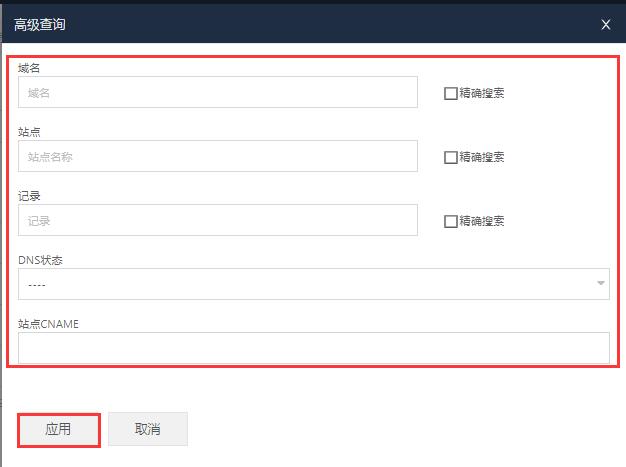 高级查询 X
域名
域名 精确搜索
站点
站点名称 精确搜索
记录
记录 精确搜索
DNS状态
----
站点CNAME
应用 取消